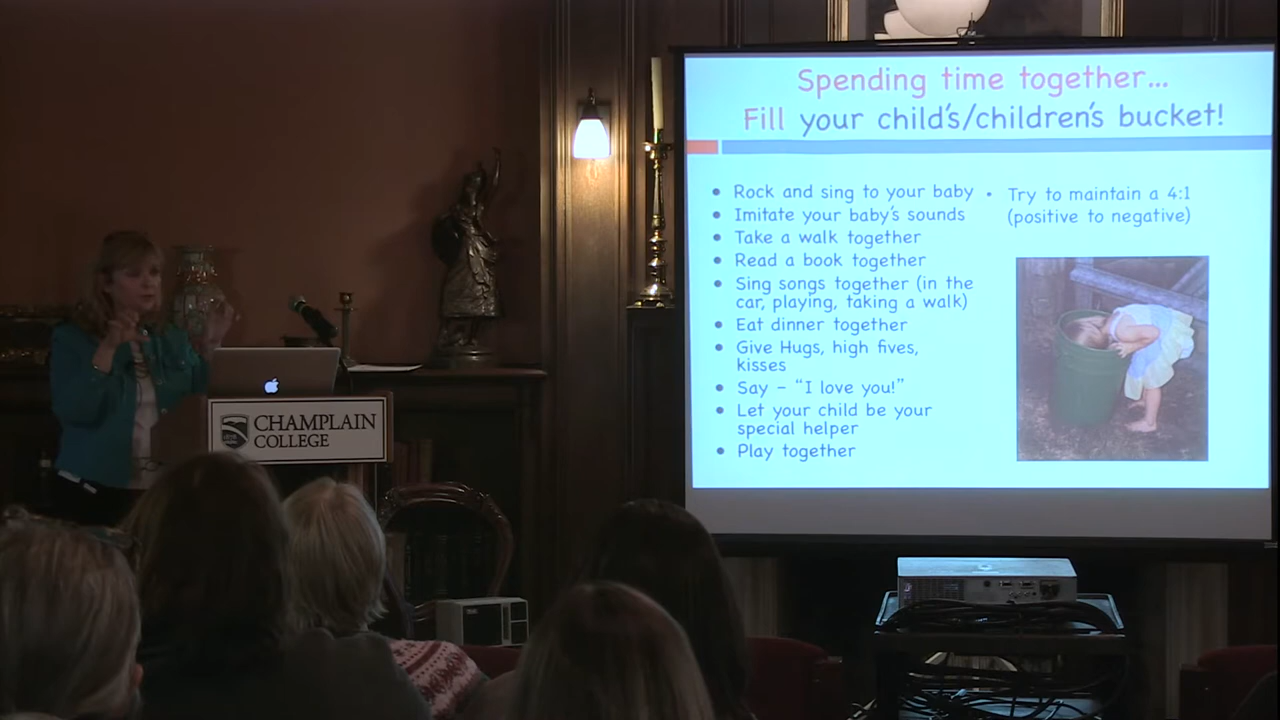 Spending time together...
Fill your child's/children's bucket!
• Rock and sing to your baby
• Imitate your baby's sounds
• Take a walk together
• Read a book together
• Sing songs together (in the
car, playing, taking a walk)
• Eat dinner together
• Give Hugs, high fives,
kisses
• Say – "I love you!"
• Let your child be your
special helper
• Play together
• Try to maintain a 4:1
(positive to negative)
CHAMPLAIN
COLLEGE